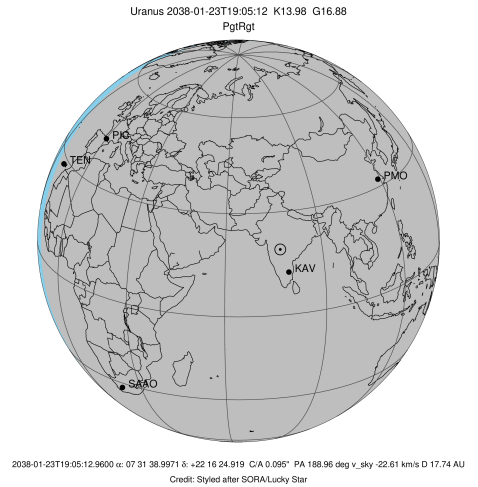 Uranus 2038-01-23T19:05:12 K13.98 G16.88
PgtRgt
PIC
TEN
PMO
KAV
SAAO
2038-01-23T19:05:12.9600 α: 07 31 38.9971 δ: +22 16 24.919 C/A 0.095" PA 188.96 deg v_sky -22.61 km/s D 17.74 AU
Credit: Styled after SORA/Lucky Star